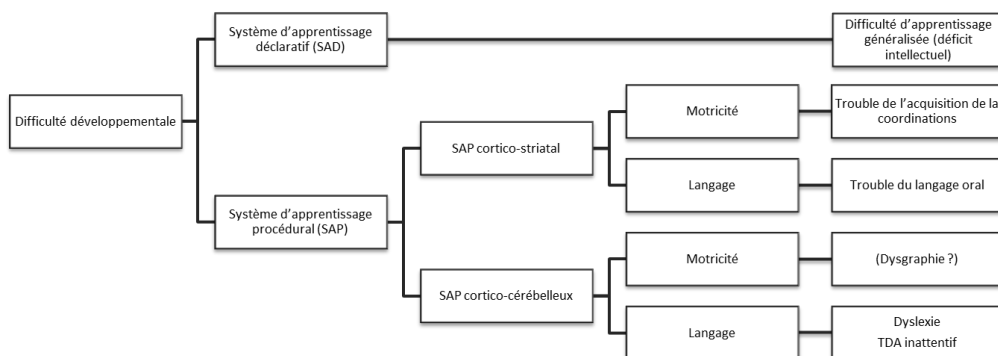 Système d'apprentissage
déclaratif (SAD)
Difficulté d'apprentissage
généralisée (déficit
intellectuel)
Difficulté développementale
Système d'apprentissage
procédural (SAP)
SAP cortico-striatal
Motricité
Trouble de l'acquisition de la
coordinations
Langage
Trouble du langage oral
SAP cortico-cérébelleux
Motricité
(Dysgraphie ?)
Langage
Dyslexie
TDA inattentif